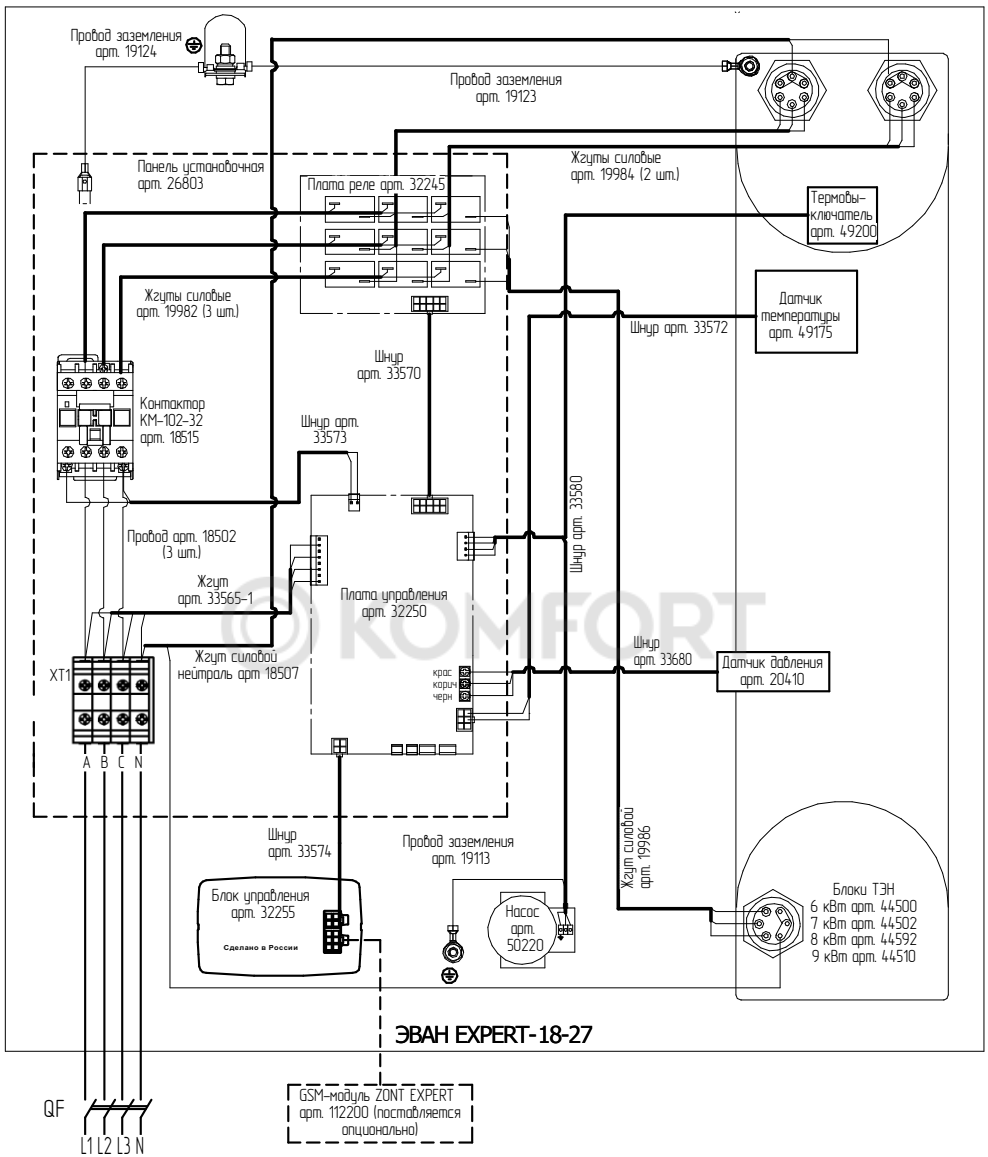 Провод заземления
арт. 19124
Провод заземления
арт. 19123
Панель установочная
арт. 26803
Плата реле арт. 32245
Жгуты силовые
арт. 19984 (2 шт.)
Термовы-
ключатель
арт. 49200
Жгуты силовые
арт. 19982 (3 шт.)
Датчик
температуры
арт. 49175
Шнур арт. 33572
Шнур
арт. 33570
Контактор
КМ-102-32
арт. 18515
Шнур арт.
33573
Шнур арт. 33580
Провод арт. 18502
(3 шт.)
Жгут
арт. 33565-1
Плата управления
арт. 32250
KOMFORT
Жгут силовой
нейтраль арт 18507
XT1
крас
корич
черн
Шнур
арт. 33680
Датчик давления
арт. 20410
A B C N
Шнур
арт. 33574
Провод заземления
арт. 19113
Жгут силовой
арт. 19986
Блок управления
арт. 32255
Сделано в России
Насос
арт.
50220
Блоки ТЭН
6 кВт арт. 44500
7 кВт арт. 44502
8 кВт арт. 44592
9 кВт арт. 44510
ЭВАН EXPERT-18-27
GSM-модуль ZONT EXPERT
арт. 112200 (поставляется
опционально)
QF
L1 L2 L3 N